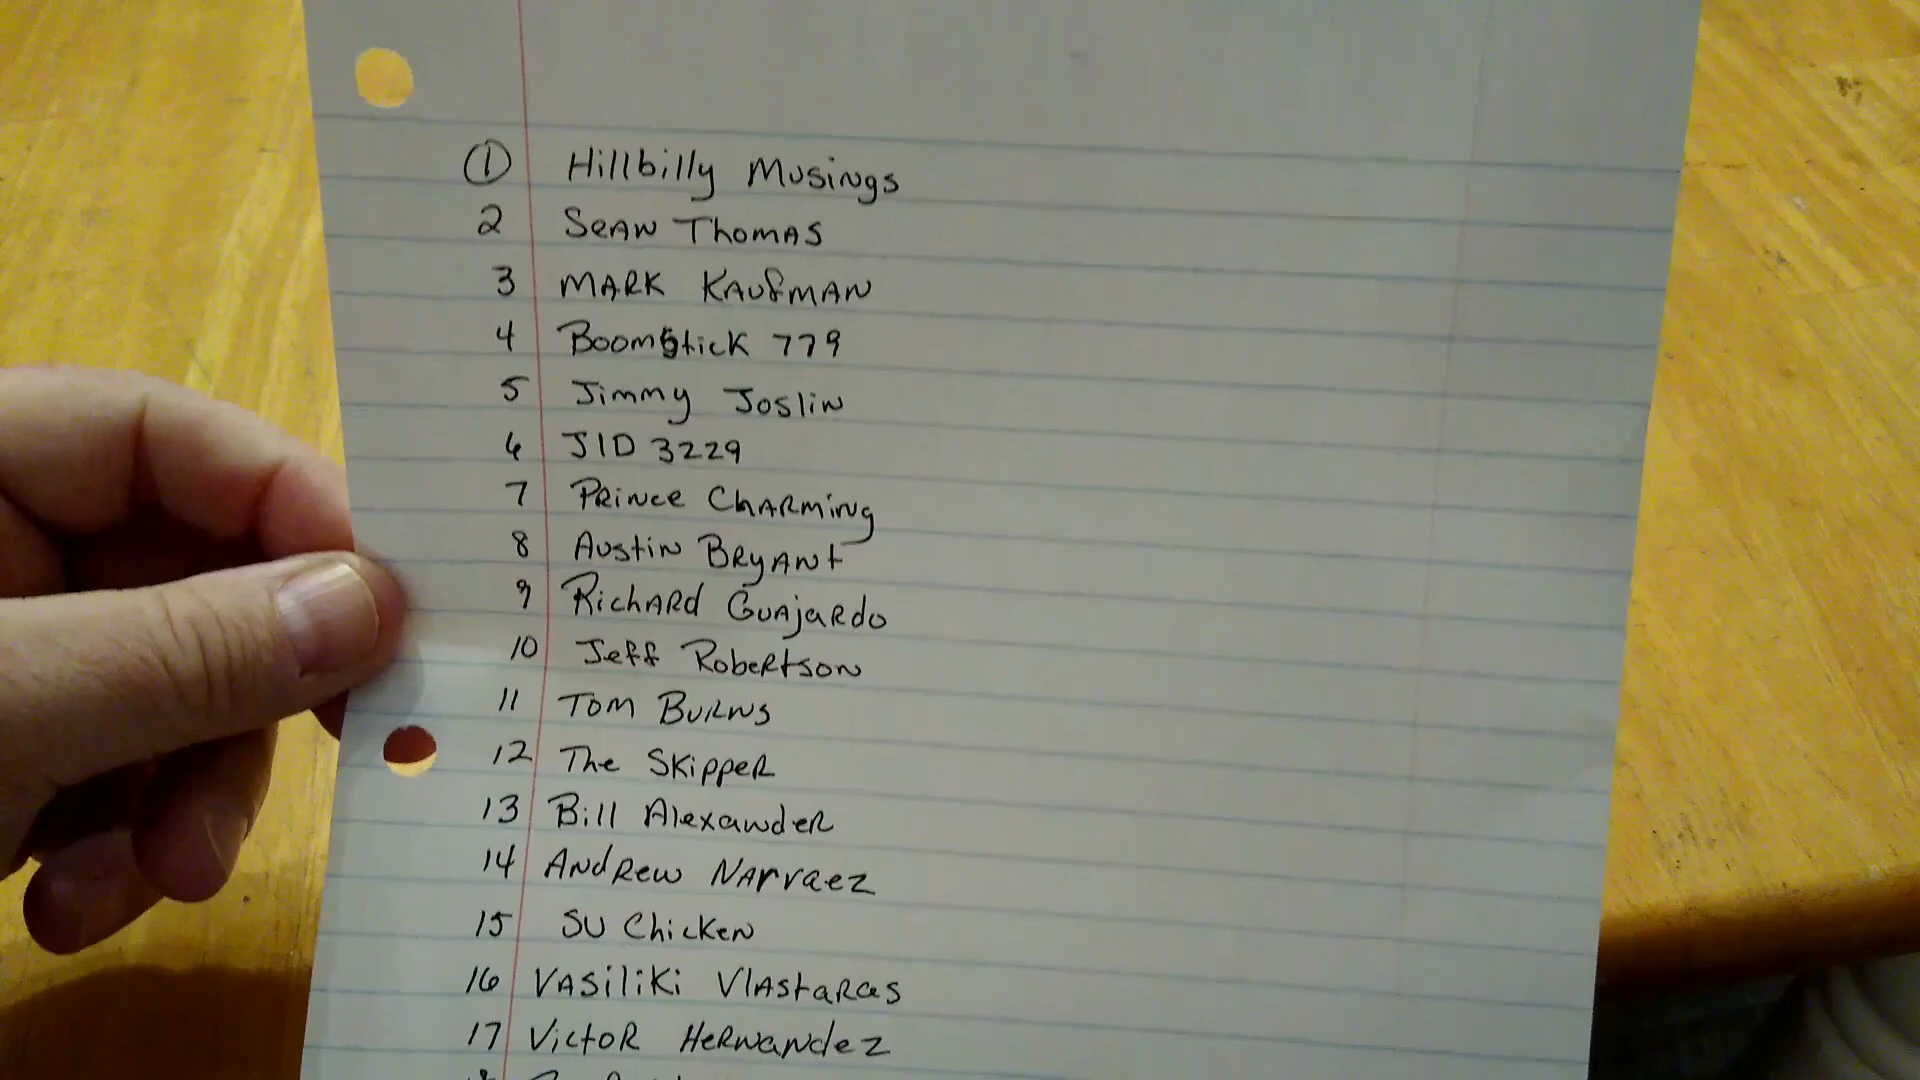 1 Hillbilly Musings
2 Sean Thomas
3 MARK KAUFMAN
4 Boomstick 779
5 Jimmy Joslin
6 JID 3229
7 Prince Charming
8 Austin Bryant
9 Richard Guajardo
10 Jeff Robertson
11 Tom Burns
12 The Skipper
13 Bill Alexander
14 Andrew Narvaez
15 SU Chicken
16 Vasiliki Vlastaras
17 Victor Hernandez